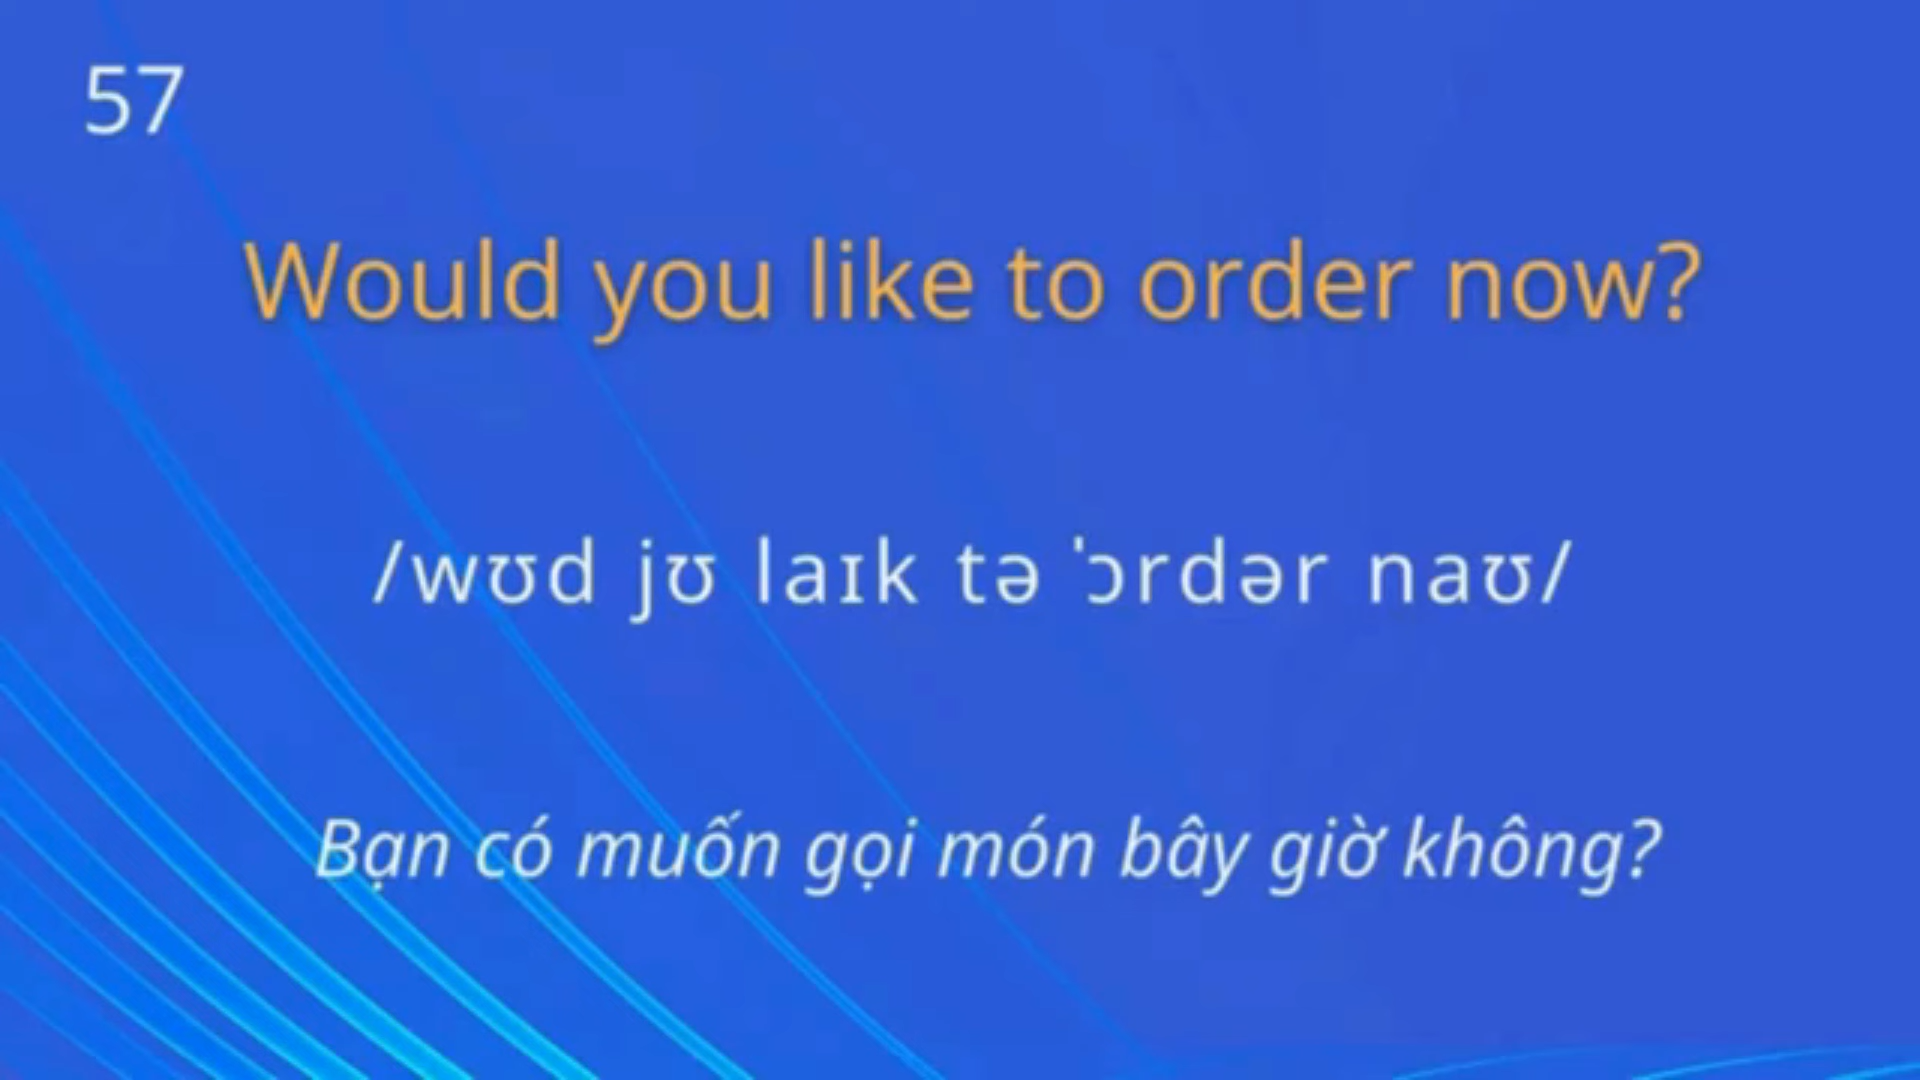 57
Would you like to order now?
/wʊd jʊ laɪk tə ˈɔrdər naʊ/
Bạn có muốn gọi món bây giờ không?